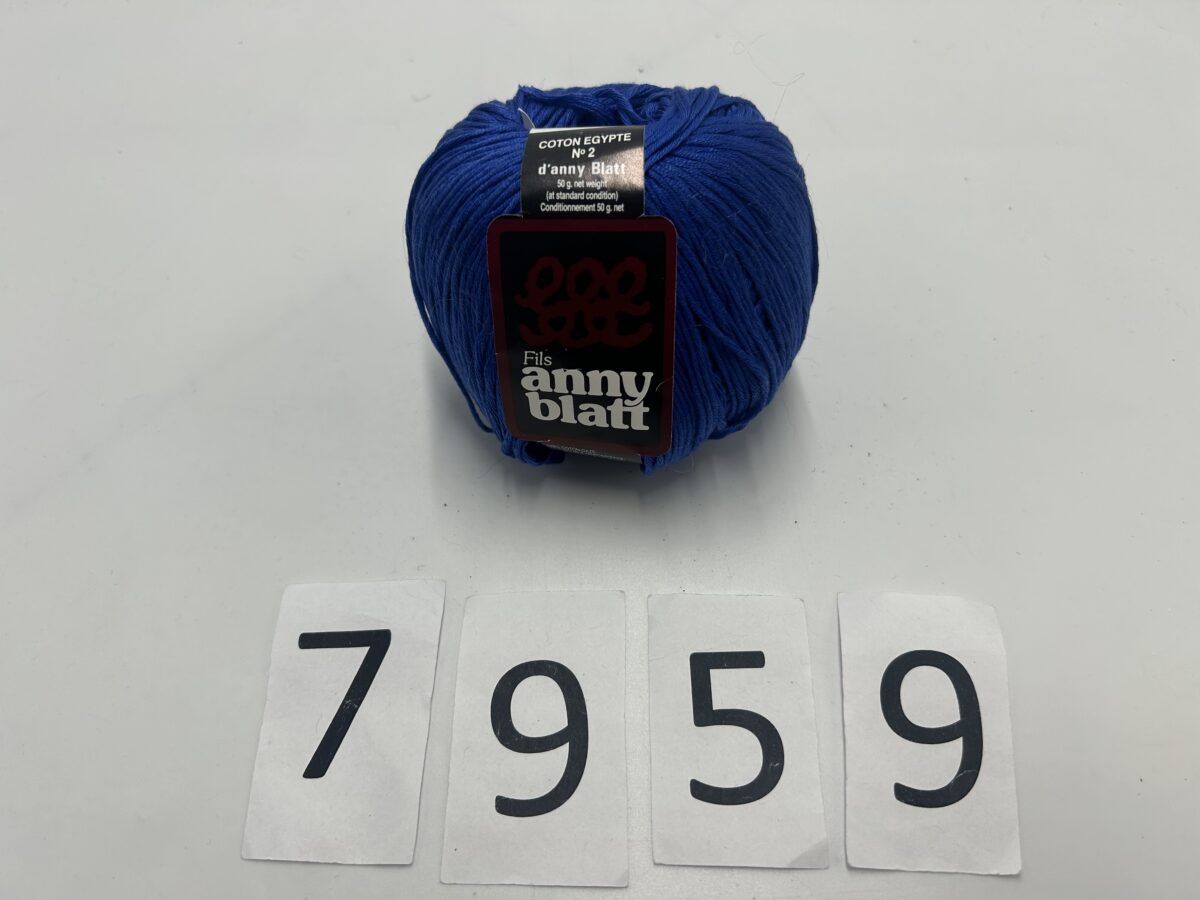 COTON EGYPTE
Nº 2
d'anny Blatt
50 g. net weight
(at standard condition)
Conditionnement 50 g. net
Fils
anny
blatt
7 9 5 9